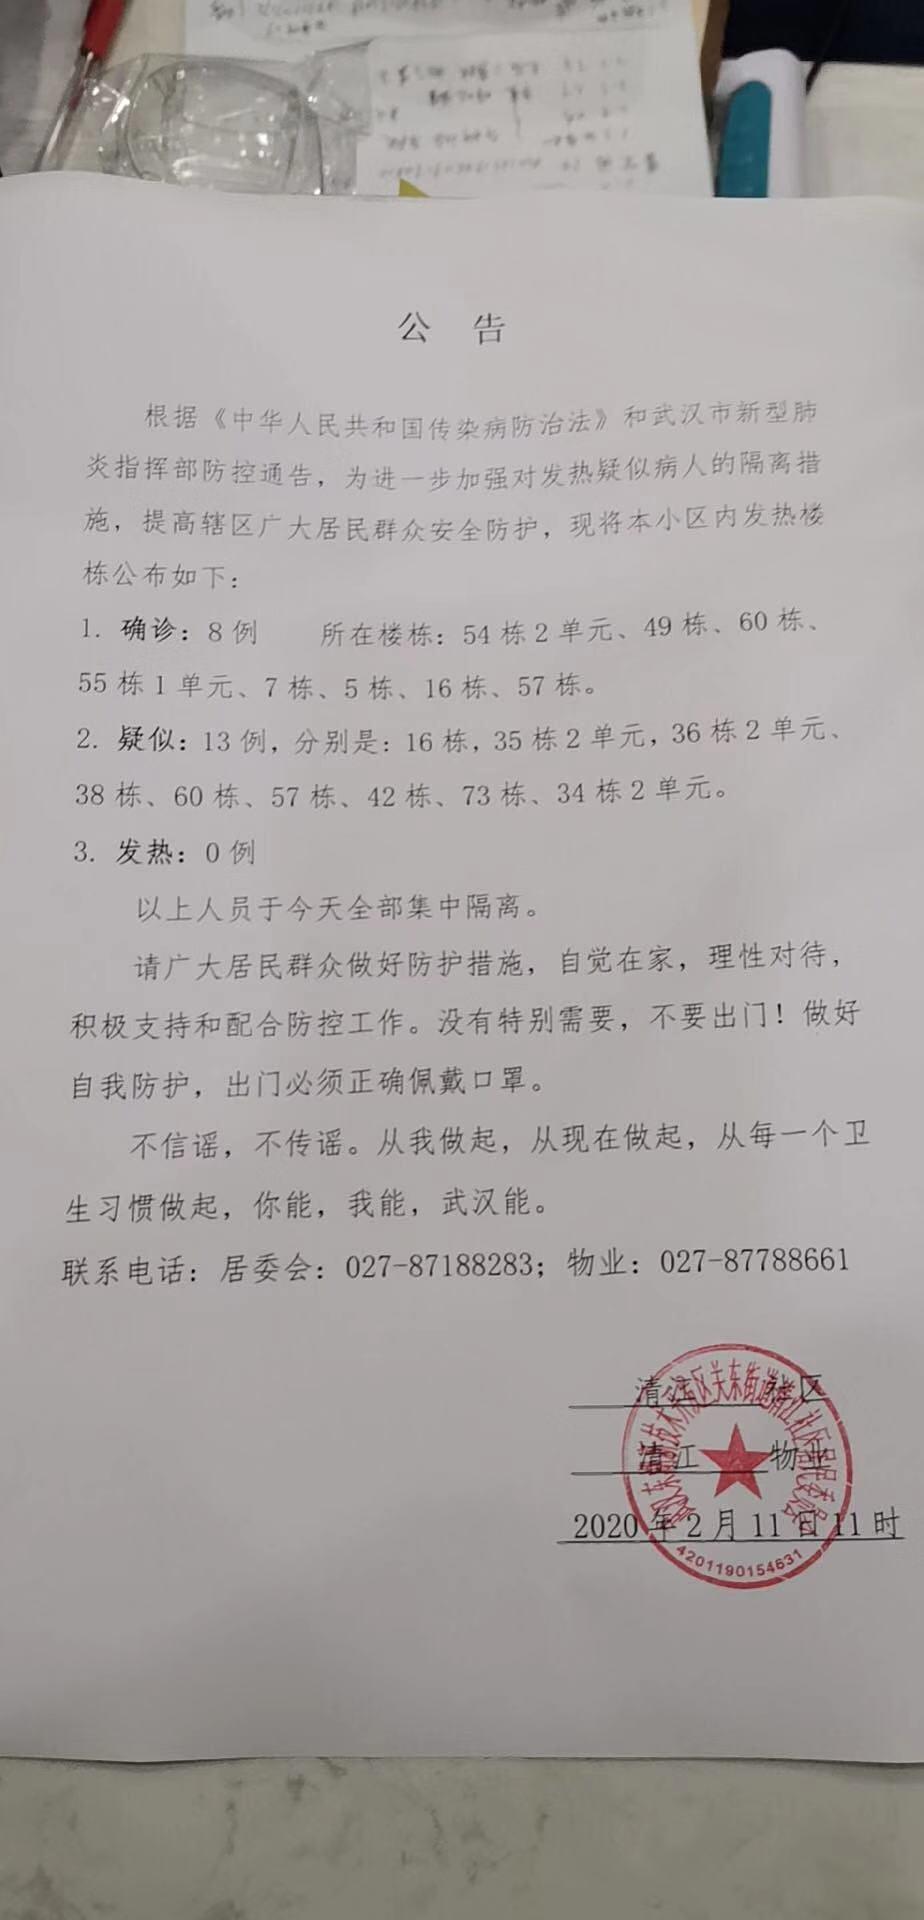 公 告
根据《中华人民共和国传染病防治法》和武汉市新型肺
炎指挥部防控通告，为进一步加强对发热疑似病人的隔离措
施，提高辖区广大居民群众安全防护，现将本小区内发热楼
栋公布如下：
1. 确诊：8 例 所在楼栋：54 栋 2 单元、49 栋、60 栋、
55 栋 1 单元、7 栋、5 栋、16 栋、57 栋。
2. 疑似：13 例，分别是：16 栋，35 栋 2 单元，36 栋 2 单元、
38 栋、60 栋、57 栋、42 栋、73 栋、34 栋 2 单元。
3. 发热：0 例
以上人员于今天全部集中隔离。
请广大居民群众做好防护措施，自觉在家，理性对待，
积极支持和配合防控工作。没有特别需要，不要出门！做好
自我防护，出门必须正确佩戴口罩。
不信谣，不传谣。从我做起，从现在做起，从每一个卫
生习惯做起，你能，我能，武汉能。
联系电话：居委会：027-87188283；物业：027-87788661
清江 社区
清江 物业
2020 年 2 月 11 日 11 时
关东街道清江社区居民委员会
4201190154631